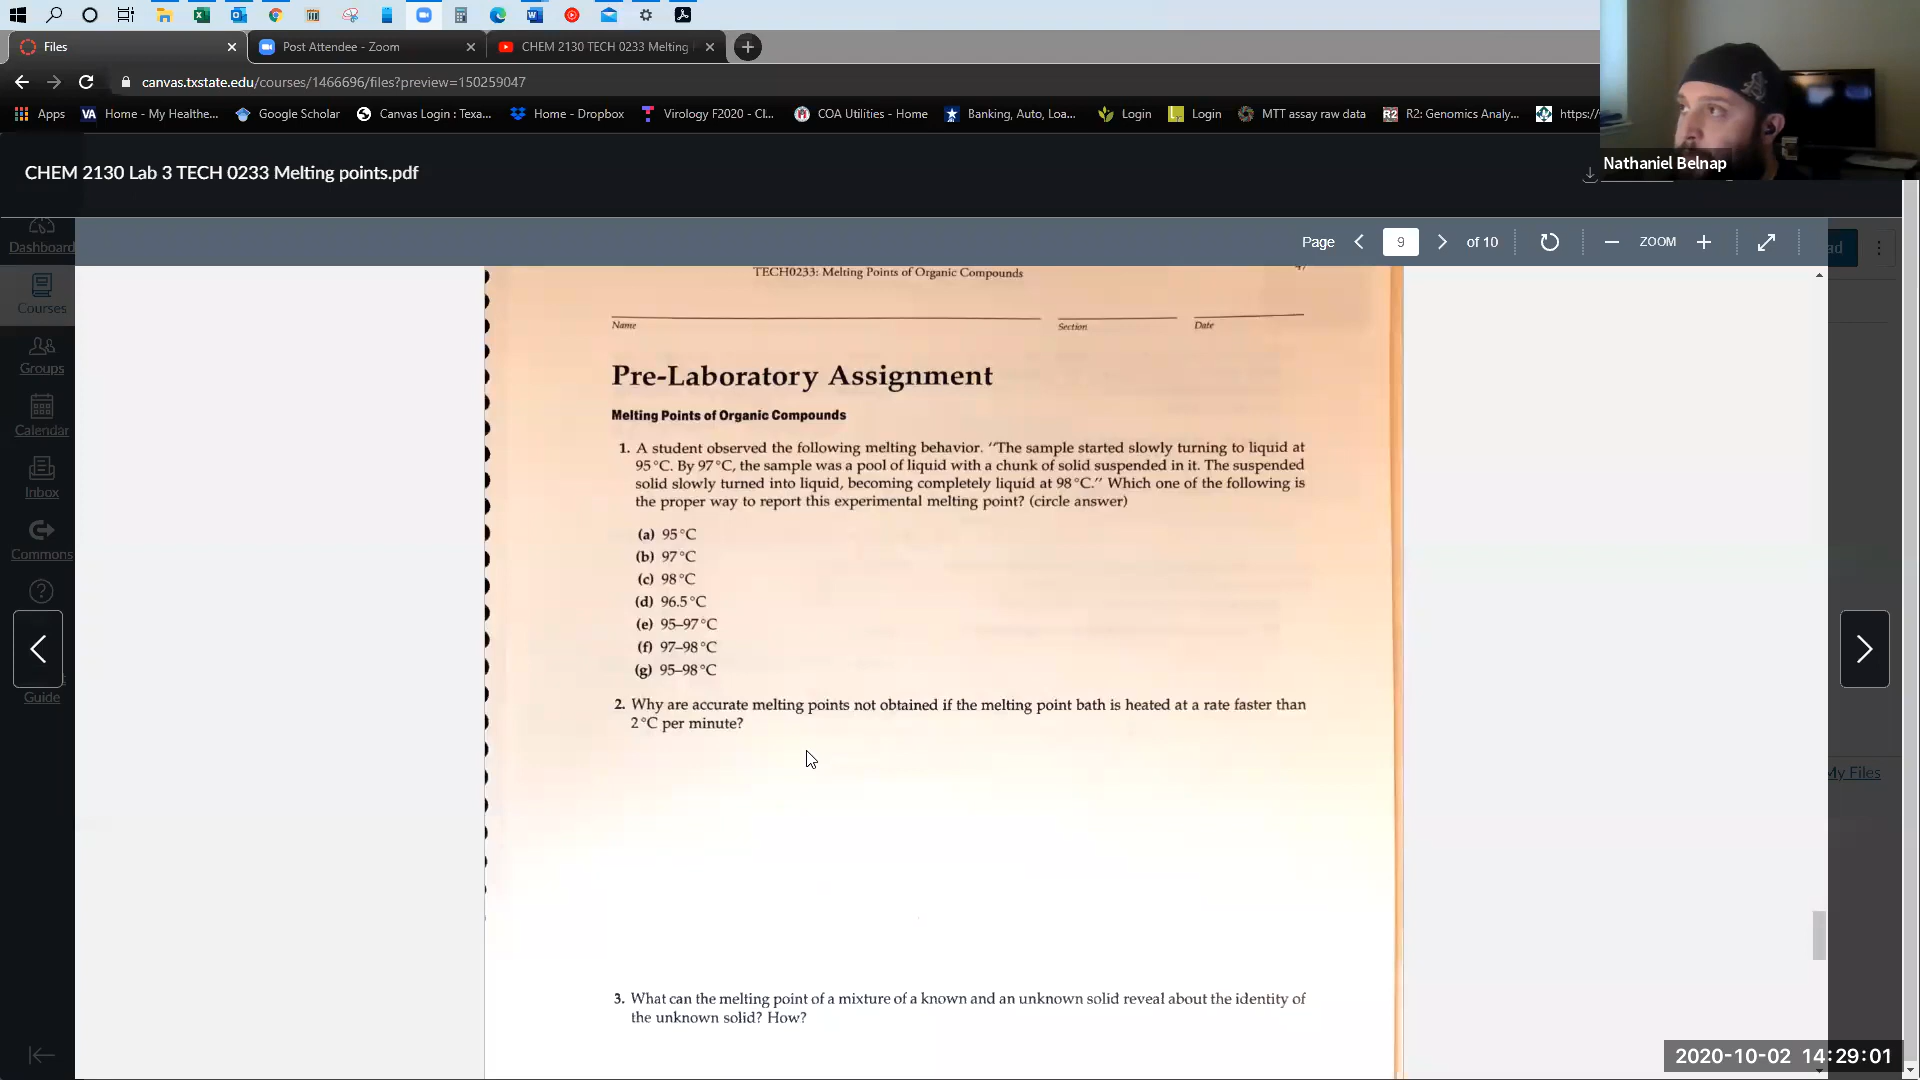 Files
Post Attendee - Zoom
CHEM 2130 TECH 0233 Melting
canvas.txstate.edu/courses/1466696/files?preview=150259047
Apps
VA
Home - My Healthe...
Google Scholar
Canvas Login : Texa...
Home - Dropbox
Virology F2020 - Cl...
COA Utilities - Home
Banking, Auto, Loa...
Login
Login
MTT assay raw data
R2
R2: Genomics Analy...
https:/
Nathaniel Belnap
CHEM 2130 Lab 3 TECH 0233 Melting points.pdf
Dashboard
Page
9
of 10
ZOOM
ad
Courses
Groups
Calendar
Inbox
Commons
Guide
My Files
TECH0233: Melting Points of Organic Compounds
Name
Section
Date
Pre-Laboratory Assignment
Melting Points of Organic Compounds
1. A student observed the following melting behavior. "The sample started slowly turning to liquid at
95°C. By 97°C, the sample was a pool of liquid with a chunk of solid suspended in it. The suspended
solid slowly turned into liquid, becoming completely liquid at 98°C." Which one of the following is
the proper way to report this experimental melting point? (circle answer)
(a) 95°C
(b) 97°C
(c) 98°C
(d) 96.5°C
(e) 95–97°C
(f) 97–98°C
(g) 95–98°C
2. Why are accurate melting points not obtained if the melting point bath is heated at a rate faster than
2°C per minute?
3. What can the melting point of a mixture of a known and an unknown solid reveal about the identity of
the unknown solid? How?
2020-10-02 14:29:01